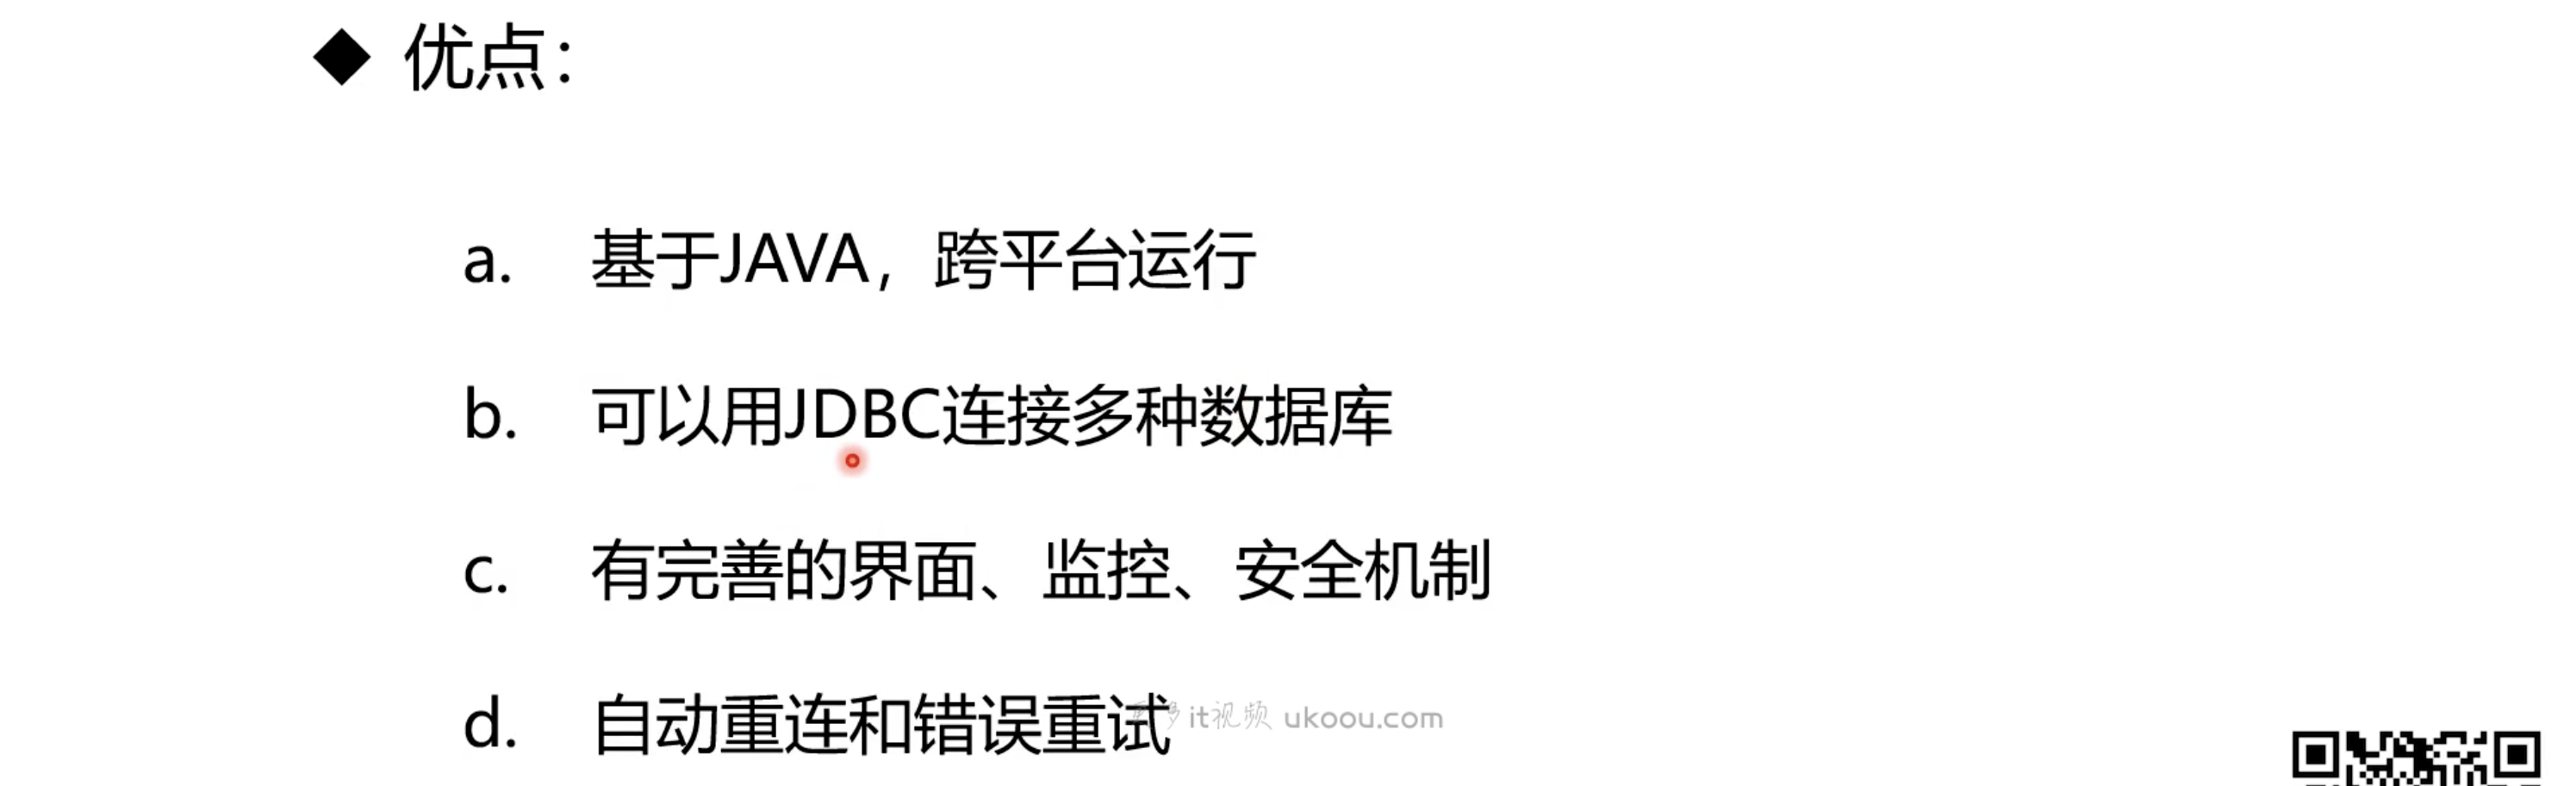 ◆ 优点：
a. 基于JAVA，跨平台运行
b. 可以用JDBC连接多种数据库
c. 有完善的界面、监控、安全机制
d. 自动重连和错误重试
多it视频 ukoou.com